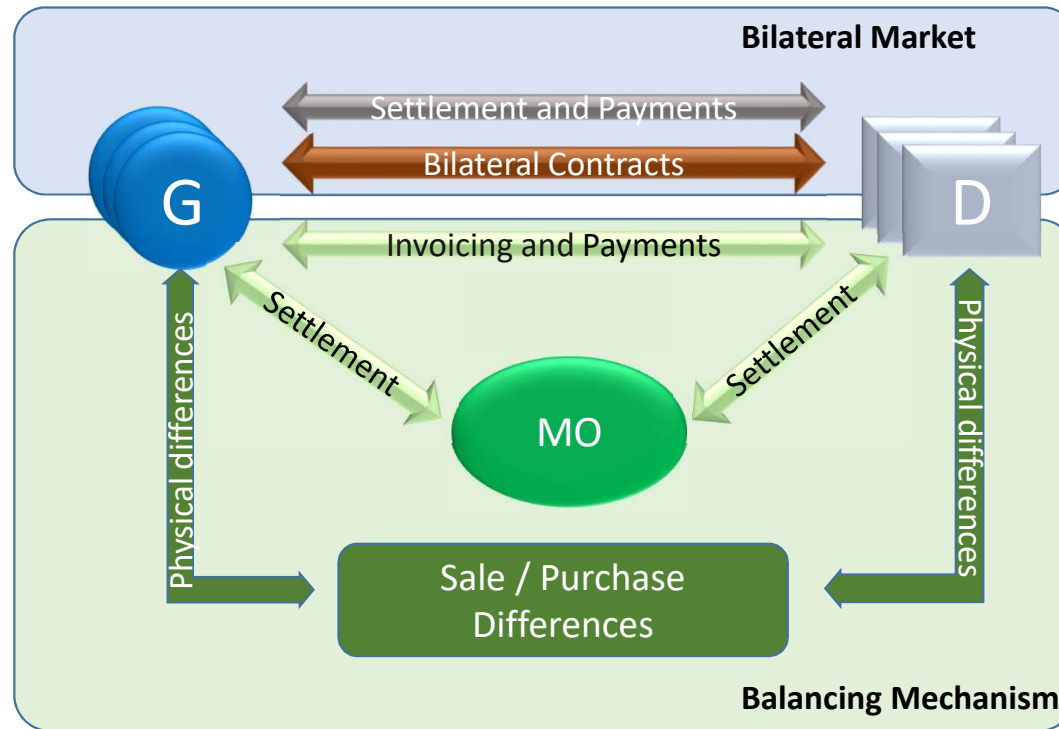 Bilateral Market
Settlement and Payments
Bilateral Contracts
G
D
Invoicing and Payments
Settlement
Settlement
Physical differences
Physical differences
MO
Sale / Purchase
Differences
Balancing Mechanism